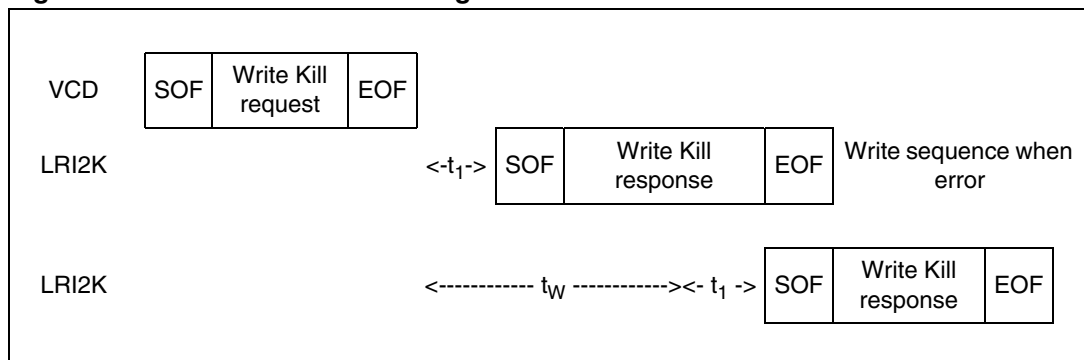 VCD SOF Write Kill request EOF
LRI2K <-t1-> SOF Write Kill response EOF Write sequence when error
LRI2K <------------ tW ------------><- t1 -> SOF Write Kill response EOF